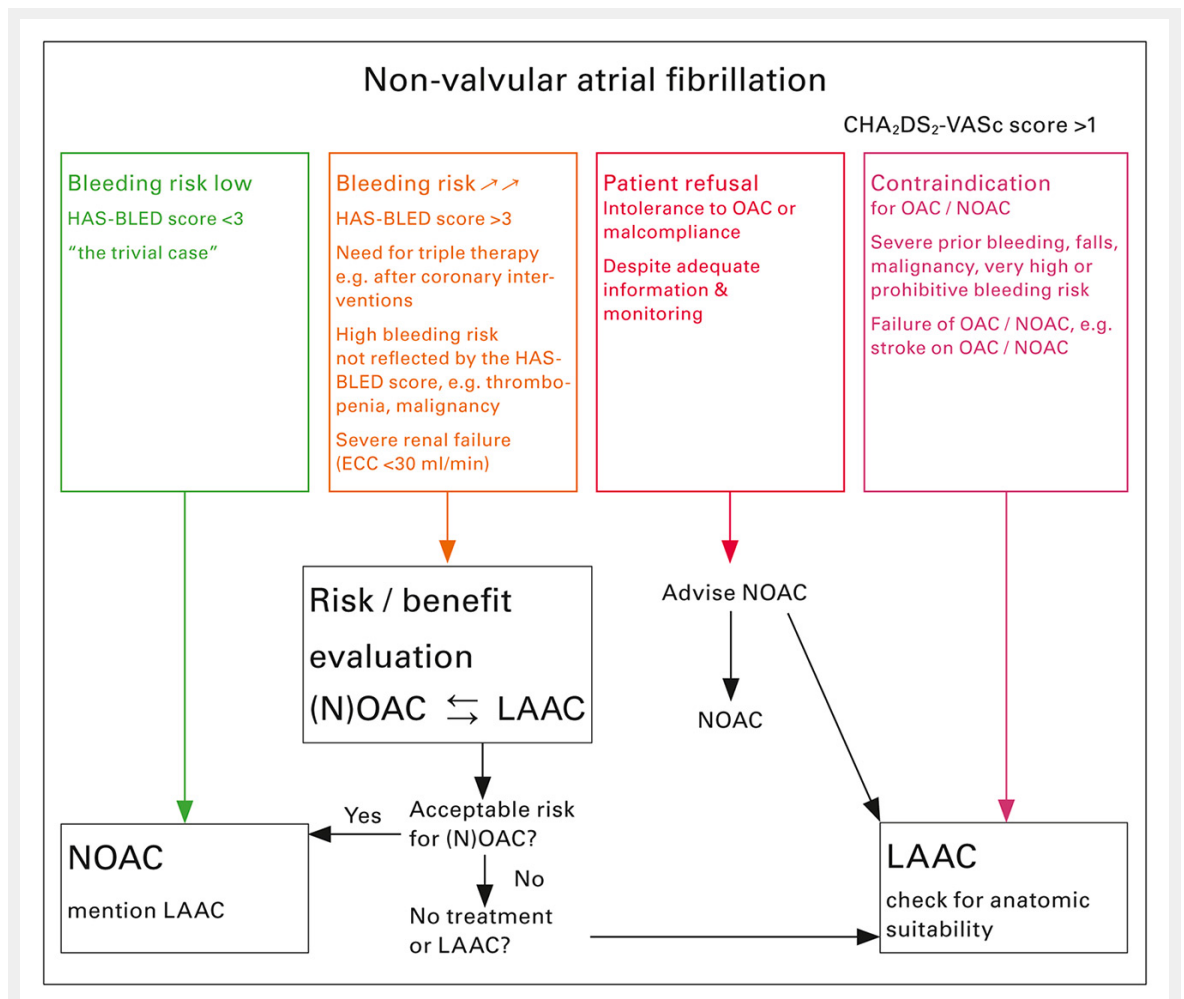 Non-valvular atrial fibrillation
CHA₂DS₂-VASc score >1
Bleeding risk low
HAS-BLED score <3
“the trivial case”
Bleeding risk ↗↗
HAS-BLED score >3
Need for triple therapy
e.g. after coronary inter-
ventions
High bleeding risk
not reflected by the HAS-
BLED score, e.g. thrombo-
penia, malignancy
Severe renal failure
(ECC <30 ml/min)
Patient refusal
Intolerance to OAC or
malcompliance
Despite adequate
information &
monitoring
Contraindication
for OAC / NOAC
Severe prior bleeding, falls,
malignancy, very high or
prohibitive bleeding risk
Failure of OAC / NOAC, e.g.
stroke on OAC / NOAC
Risk / benefit
evaluation
(N)OAC ⇆ LAAC
Advise NOAC
NOAC
Acceptable risk
for (N)OAC?
Yes
No
No treatment
or LAAC?
NOAC
mention LAAC
LAAC
check for anatomic
suitability